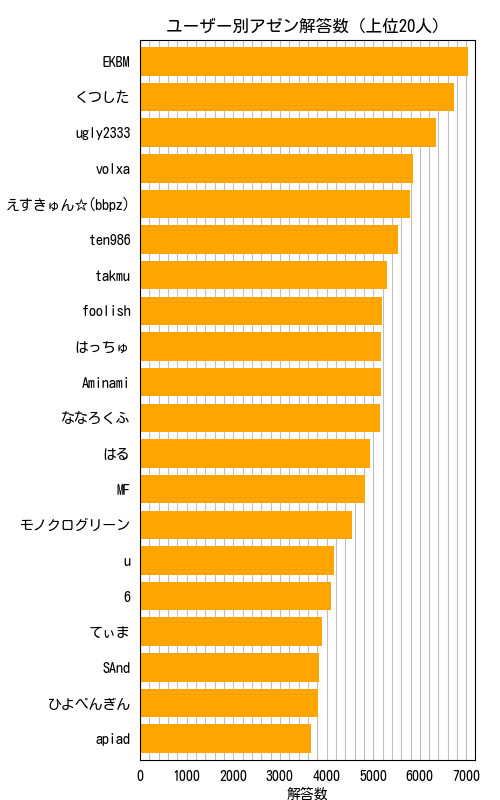 ユーザー別アゼン解答数 (上位20人)
EKBM
くつした
ugly2333
volxa
えすきゅん☆(bbpz)
ten986
takmu
foolish
はっちゅ
Aminami
ななろくふ
はる
MF
モノクログリーン
u
6
てぃま
SAnd
ひよぺんぎん
apiad
0 1000 2000 3000 4000 5000 6000 7000
解答数